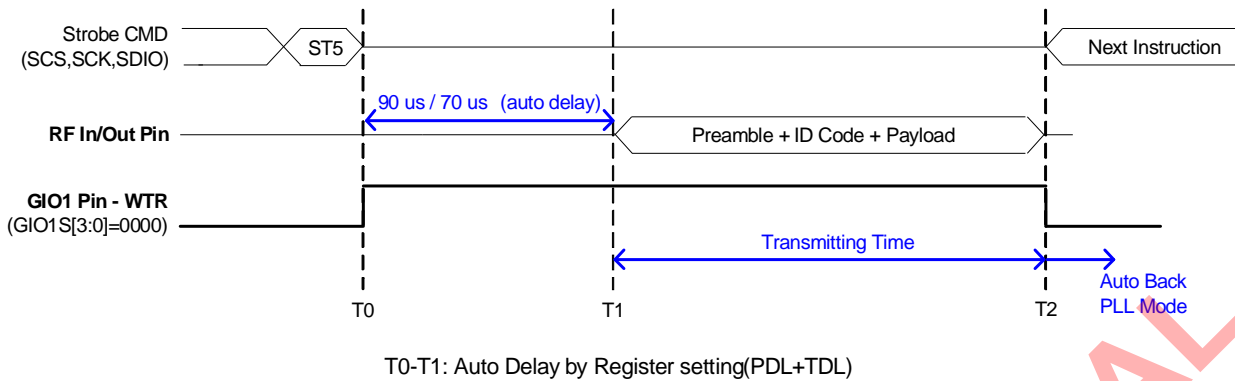 Strobe CMD
(SCS,SCK,SDIO)
ST5
Next Instruction
90 us / 70 us (auto delay)
RF In/Out Pin
Preamble + ID Code + Payload
GIO1 Pin - WTR
(GIO1S[3:0]=0000)
Transmitting Time
Auto Back
PLL Mode
T0
T1
T2
T0-T1: Auto Delay by Register setting(PDL+TDL)
AL